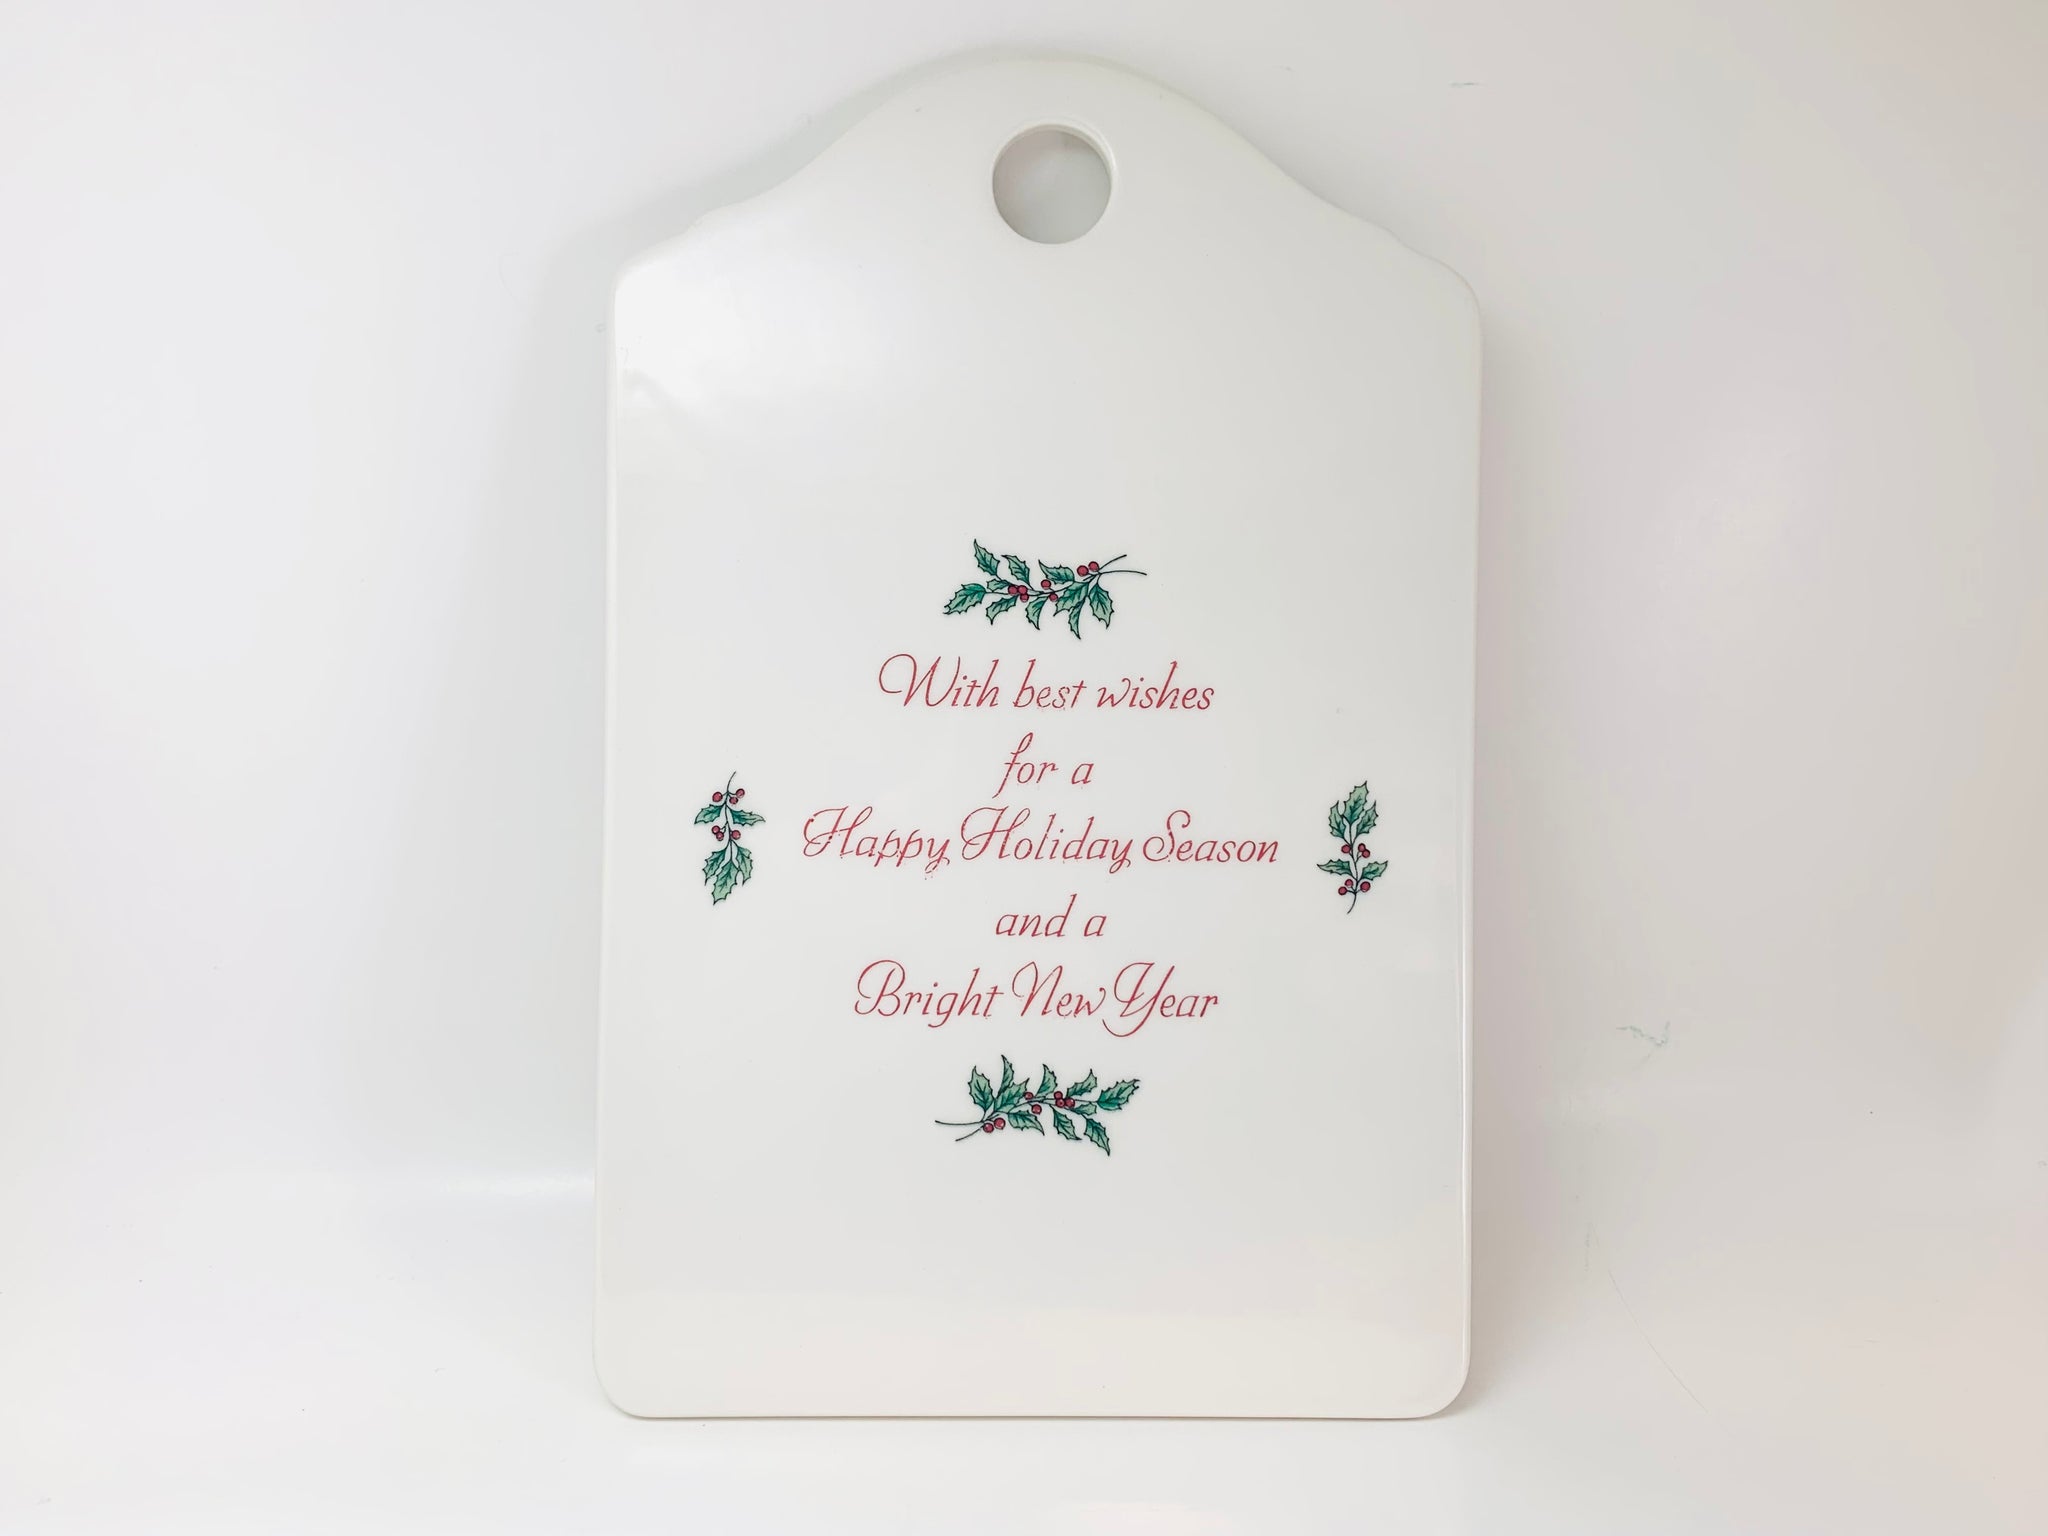 With best wishes
for a
Happy Holiday Season
and a
Bright New Year